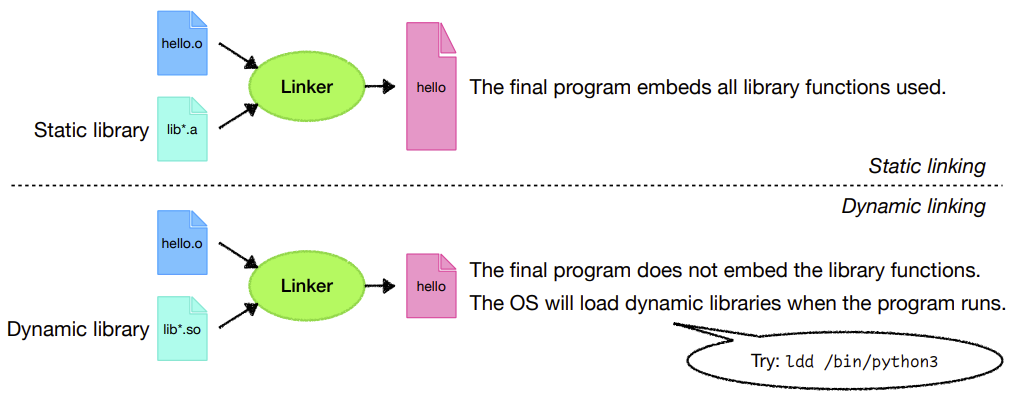 hello.o
Linker
hello
The final program embeds all library functions used.
Static library
lib*.a
Static linking
Dynamic linking
hello.o
Linker
hello
The final program does not embed the library functions.
The OS will load dynamic libraries when the program runs.
Dynamic library
lib*.so
Try: ldd /bin/python3